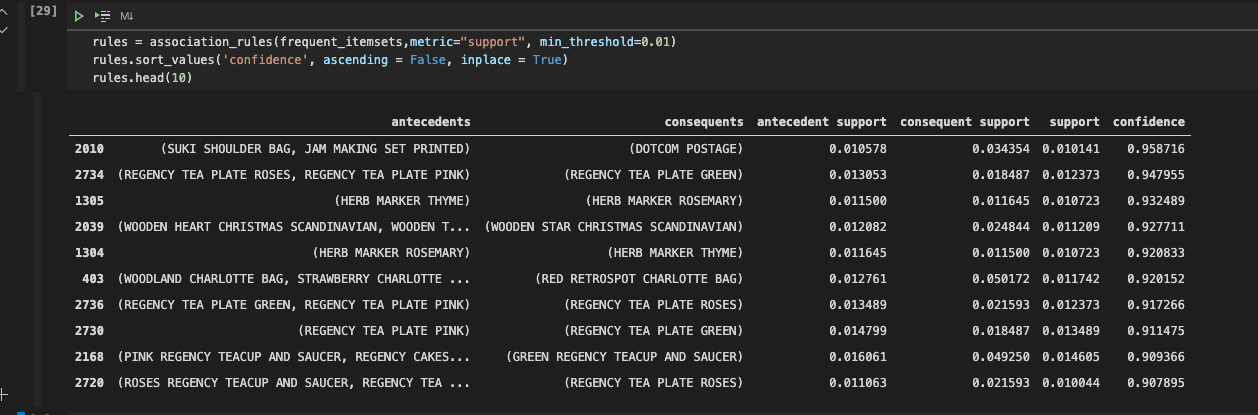 [29]
M↓
rules = association_rules(frequent_itemsets,metric="support", min_threshold=0.01)
rules.sort_values('confidence', ascending = False, inplace = True)
rules.head(10)
antecedents consequents antecedent support consequent support support confidence
2010 (SUKI SHOULDER BAG, JAM MAKING SET PRINTED) (DOTCOM POSTAGE) 0.010578 0.034354 0.010141 0.958716
2734 (REGENCY TEA PLATE ROSES, REGENCY TEA PLATE PINK) (REGENCY TEA PLATE GREEN) 0.013053 0.018487 0.012373 0.947955
1305 (HERB MARKER THYME) (HERB MARKER ROSEMARY) 0.011500 0.011645 0.010723 0.932489
2039 (WOODEN HEART CHRISTMAS SCANDINAVIAN, WOODEN T... (WOODEN STAR CHRISTMAS SCANDINAVIAN) 0.012082 0.024844 0.011209 0.927711
1304 (HERB MARKER ROSEMARY) (HERB MARKER THYME) 0.011645 0.011500 0.010723 0.920833
403 (WOODLAND CHARLOTTE BAG, STRAWBERRY CHARLOTTE ... (RED RETROSPOT CHARLOTTE BAG) 0.012761 0.050172 0.011742 0.920152
2736 (REGENCY TEA PLATE GREEN, REGENCY TEA PLATE PINK) (REGENCY TEA PLATE ROSES) 0.013489 0.021593 0.012373 0.917266
2730 (REGENCY TEA PLATE PINK) (REGENCY TEA PLATE GREEN) 0.014799 0.018487 0.013489 0.911475
2168 (PINK REGENCY TEACUP AND SAUCER, REGENCY CAKES... (GREEN REGENCY TEACUP AND SAUCER) 0.016061 0.049250 0.014605 0.909366
2720 (ROSES REGENCY TEACUP AND SAUCER, REGENCY TEA ... (REGENCY TEA PLATE ROSES) 0.011063 0.021593 0.010044 0.907895